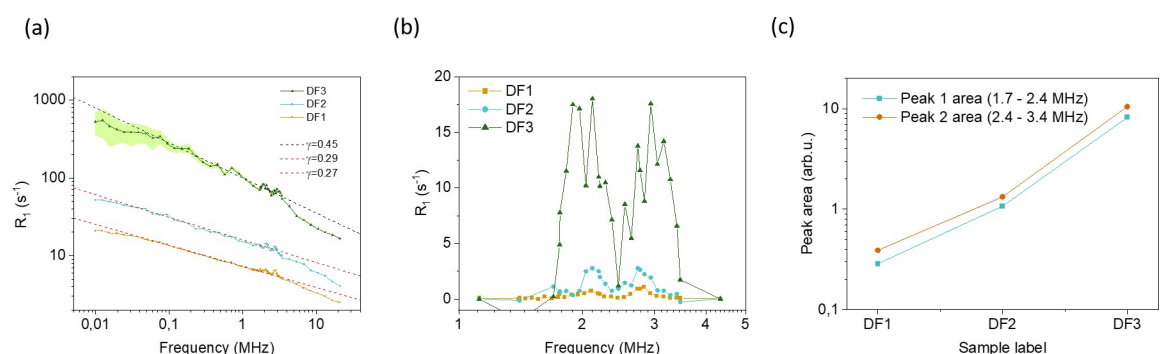 (a)
(b)
(c)
R₁ (s⁻¹)
1000
100
10
DF3
DF2
DF1
γ=0.45
γ=0.29
γ=0.27
0,01
0,1
1
10
Frequency (MHz)
R₁ (s⁻¹)
20
15
10
5
0
DF1
DF2
DF3
1
2
3
4
5
Frequency (MHz)
Peak area (arb.u.)
10
1
0,1
Peak 1 area (1.7 - 2.4 MHz)
Peak 2 area (2.4 - 3.4 MHz)
DF1
DF2
DF3
Sample label